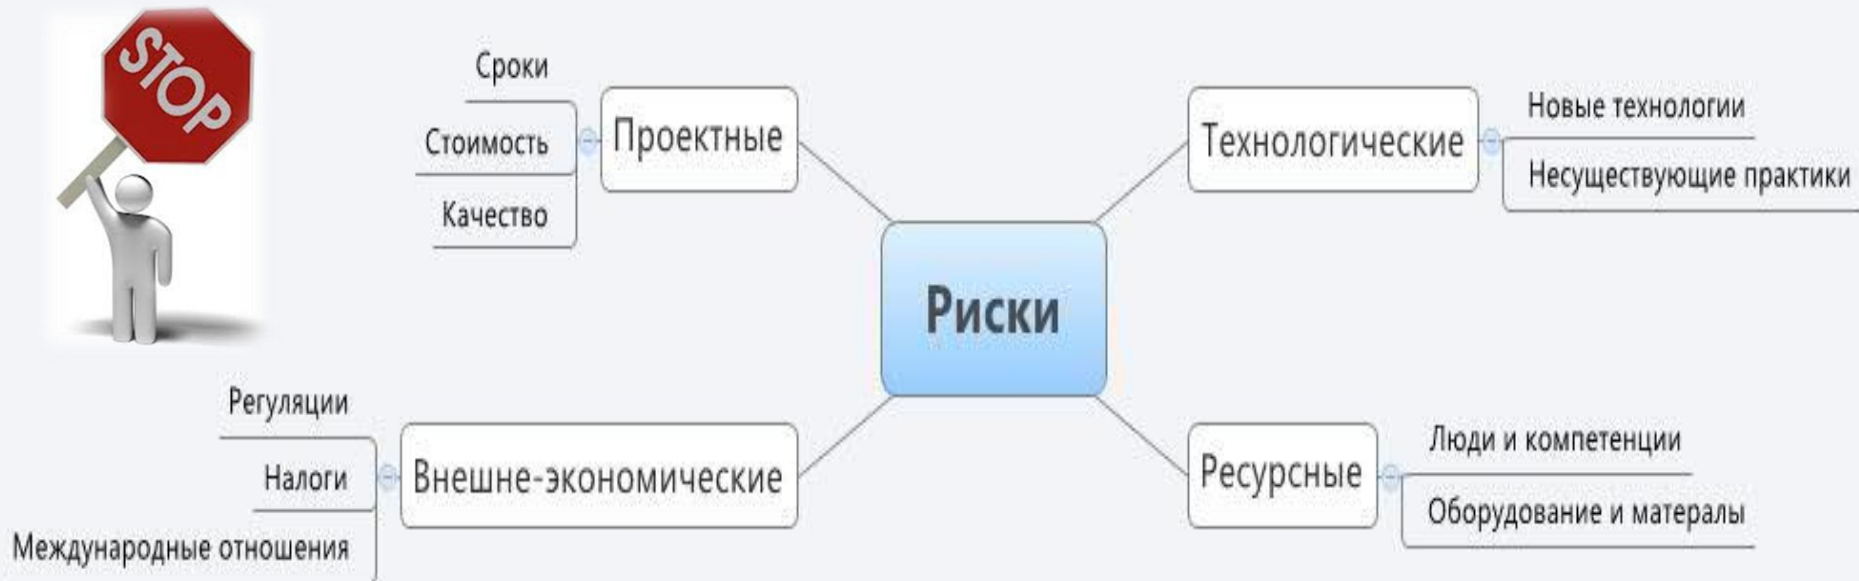 STOP
Сроки
Стоимость
Качество
Проектные
Технологические
Новые технологии
Несуществующие практики
Риски
Регуляции
Налоги
Международные отношения
Внешне-экономические
Ресурсные
Люди и компетенции
Оборудование и матералы